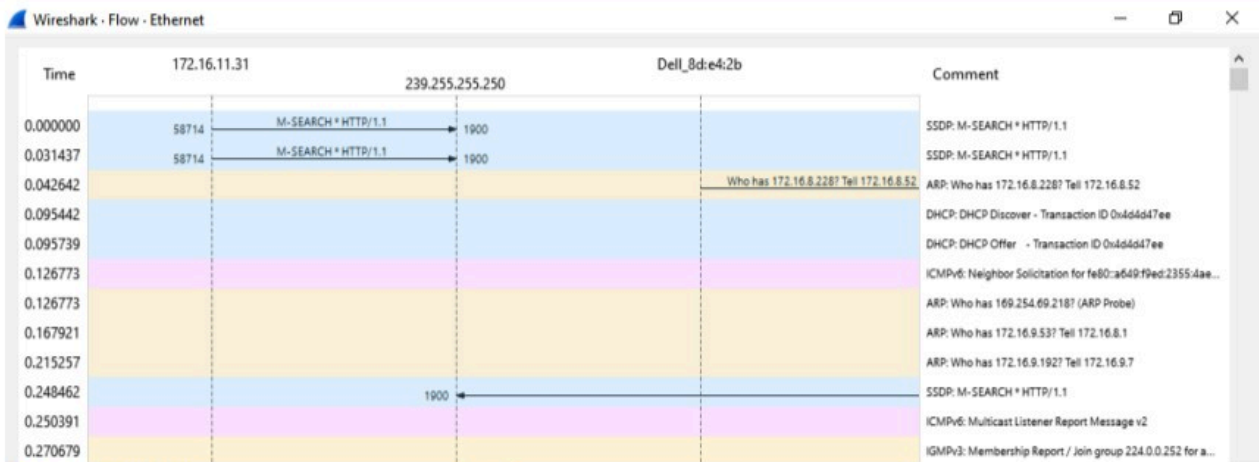 Wireshark · Flow · Ethernet
Time 172.16.11.31 239.255.255.250 Dell_8d:e4:2b Comment
0.000000 58714 M-SEARCH * HTTP/1.1 1900 SSDP: M-SEARCH * HTTP/1.1
0.031437 58714 M-SEARCH * HTTP/1.1 1900 SSDP: M-SEARCH * HTTP/1.1
0.042642 Who has 172.16.8.228? Tell 172.16.8.52 ARP: Who has 172.16.8.228? Tell 172.16.8.52
0.095442 DHCP: DHCP Discover - Transaction ID 0x4d4d47ee
0.095739 DHCP: DHCP Offer - Transaction ID 0x4d4d47ee
0.126773 ICMPv6: Neighbor Solicitation for fe80::a649:f9ed:2355:4ae...
0.126773 ARP: Who has 169.254.69.218? (ARP Probe)
0.167921 ARP: Who has 172.16.9.53? Tell 172.16.8.1
0.215257 ARP: Who has 172.16.9.192? Tell 172.16.9.7
0.248462 1900 SSDP: M-SEARCH * HTTP/1.1
0.250391 ICMPv6: Multicast Listener Report Message v2
0.270679 IGMPv3: Membership Report / Join group 224.0.0.252 for a...